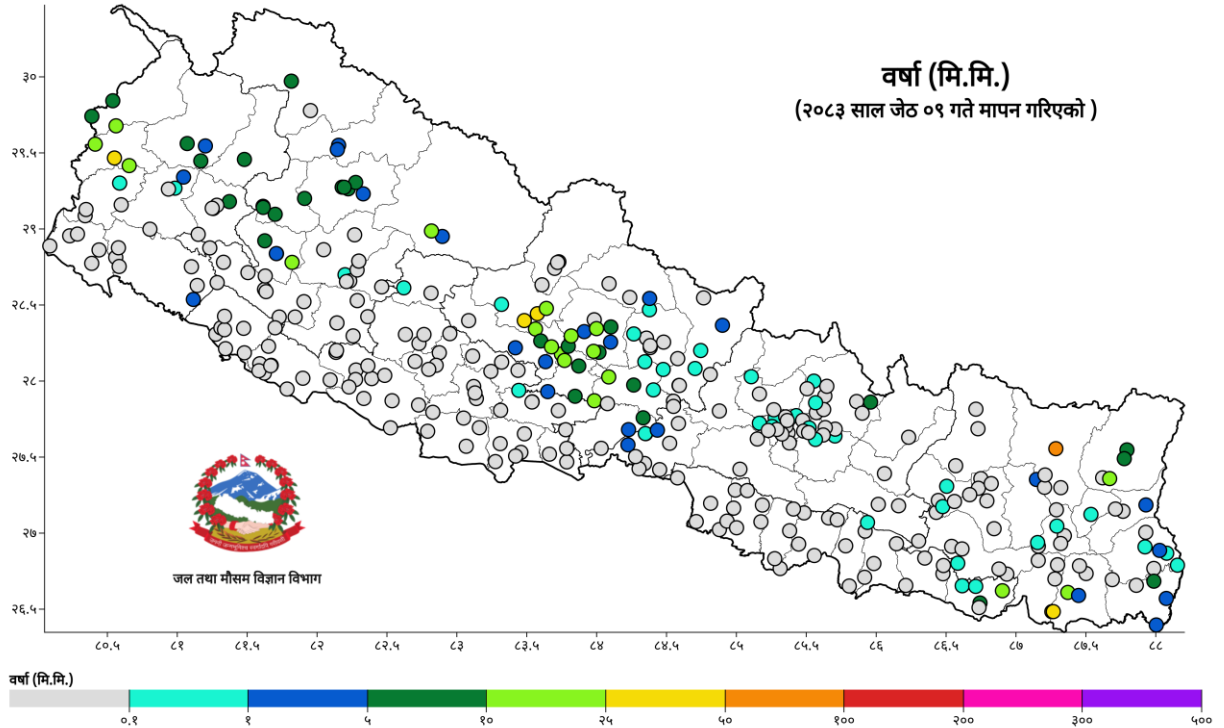 वर्षा (मि.मि.)
(२०८३ साल जेठ ०९ गते मापन गरिएको )
३०
२९.५
२९
२८.५
२८
२७.५
२७
२६.५
जल तथा मौसम विज्ञान विभाग
८०.५ ८१ ८१.५ ८२ ८२.५ ८३ ८३.५ ८४ ८४.५ ८५ ८५.५ ८६ ८६.५ ८७ ८७.५ ८८
वर्षा (मि.मि.)
०.१ १ ५ १० २५ ५० १०० २०० ३०० ५००